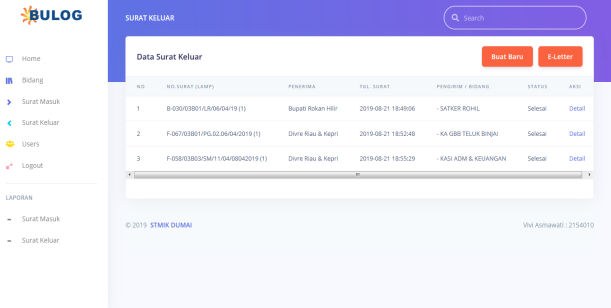 BULOG
SURAT KELUAR
Search
Home
Bidang
Surat Masuk
Surat Keluar
Users
Logout
LAPORAN
Surat Masuk
Surat Keluar
Data Surat Keluar
Buat Baru
E-Letter
NO NO.SURAT (LAMP) PENERIMA TGL. SURAT PENGIRIM / BIDANG STATUS AKSI
1 B-030/03B01/LR/06/04/19 (1) Bupati Rokan Hilir 2019-08-21 18:49:06 - SATKER ROHIL Selesai Detail
2 F-067/03B01/PG.02.06/04/2019 (1) Divre Riau & Kepri 2019-08-21 18:52:48 - KA GBB TELUK BINJAI Selesai Detail
3 F-058/03B03/SM/11/04/08042019 (1) Divre Riau & Kepri 2019-08-21 18:55:29 - KASI ADM & KEUANGAN Selesai Detail
© 2019 STMIK DUMAI
Vivi Asmawati : 2154010